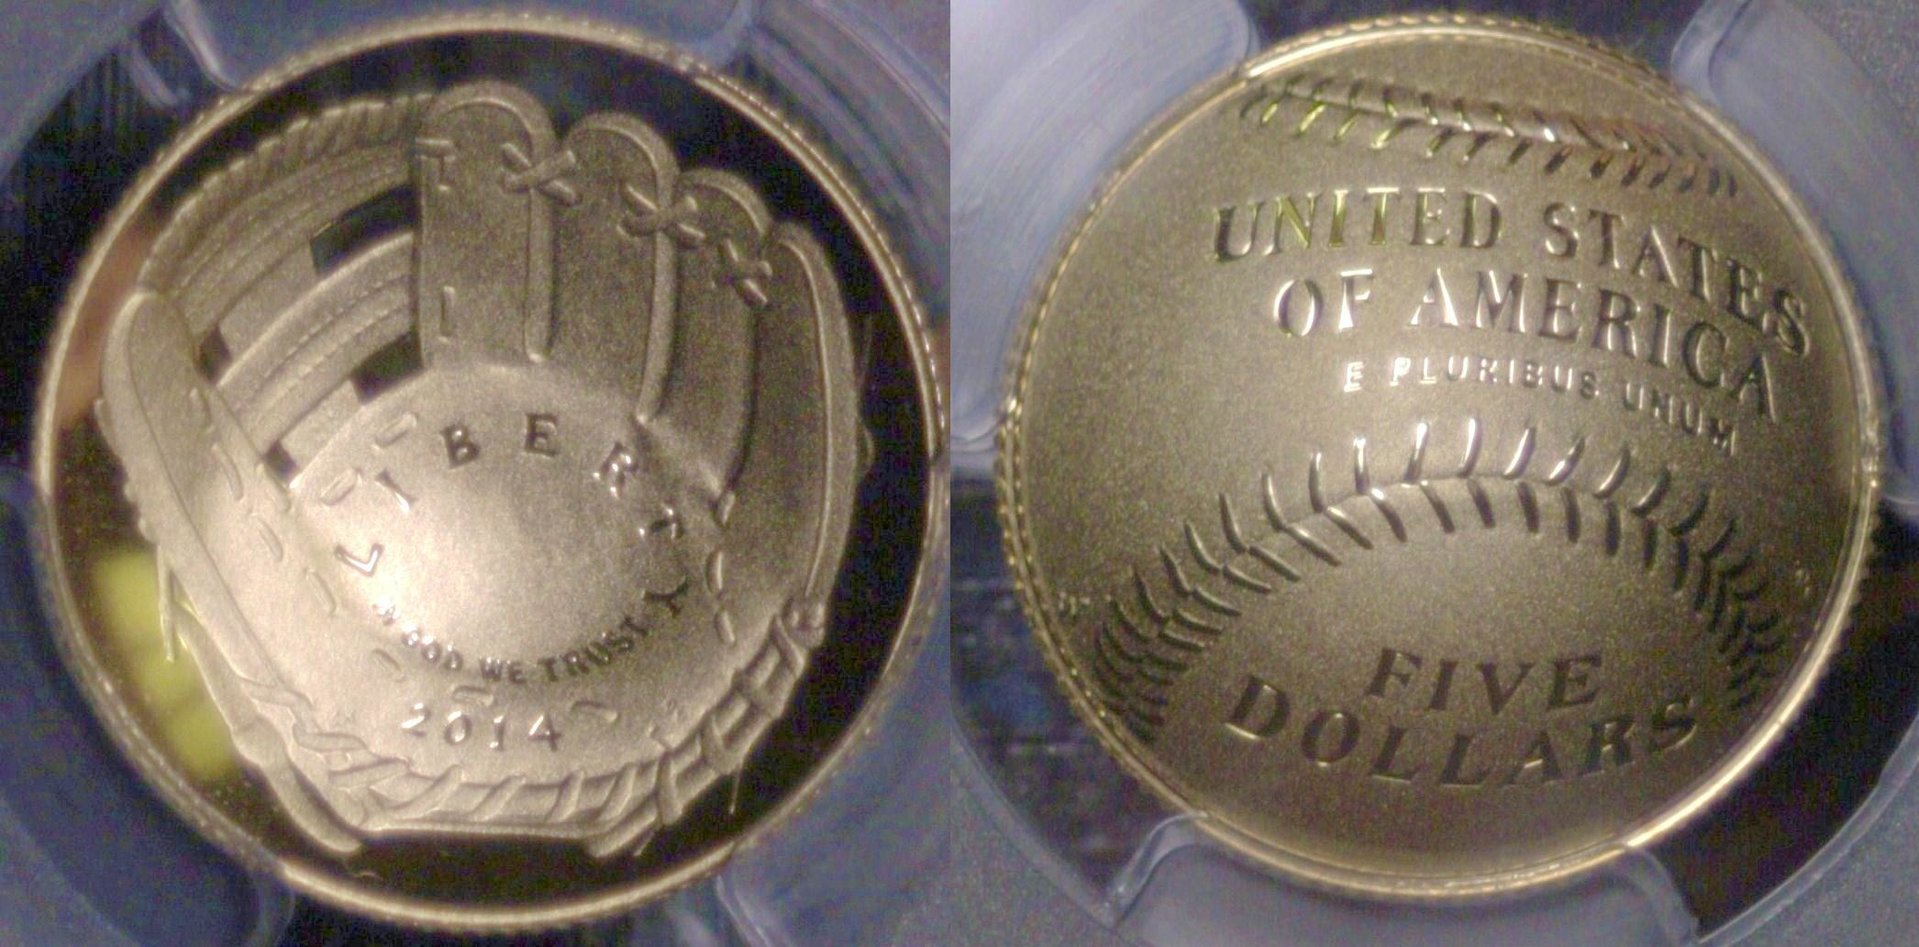 LIBERTY
IN GOD WE TRUST
2014
UNITED STATES
OF AMERICA
E PLURIBUS UNUM
FIVE
DOLLARS